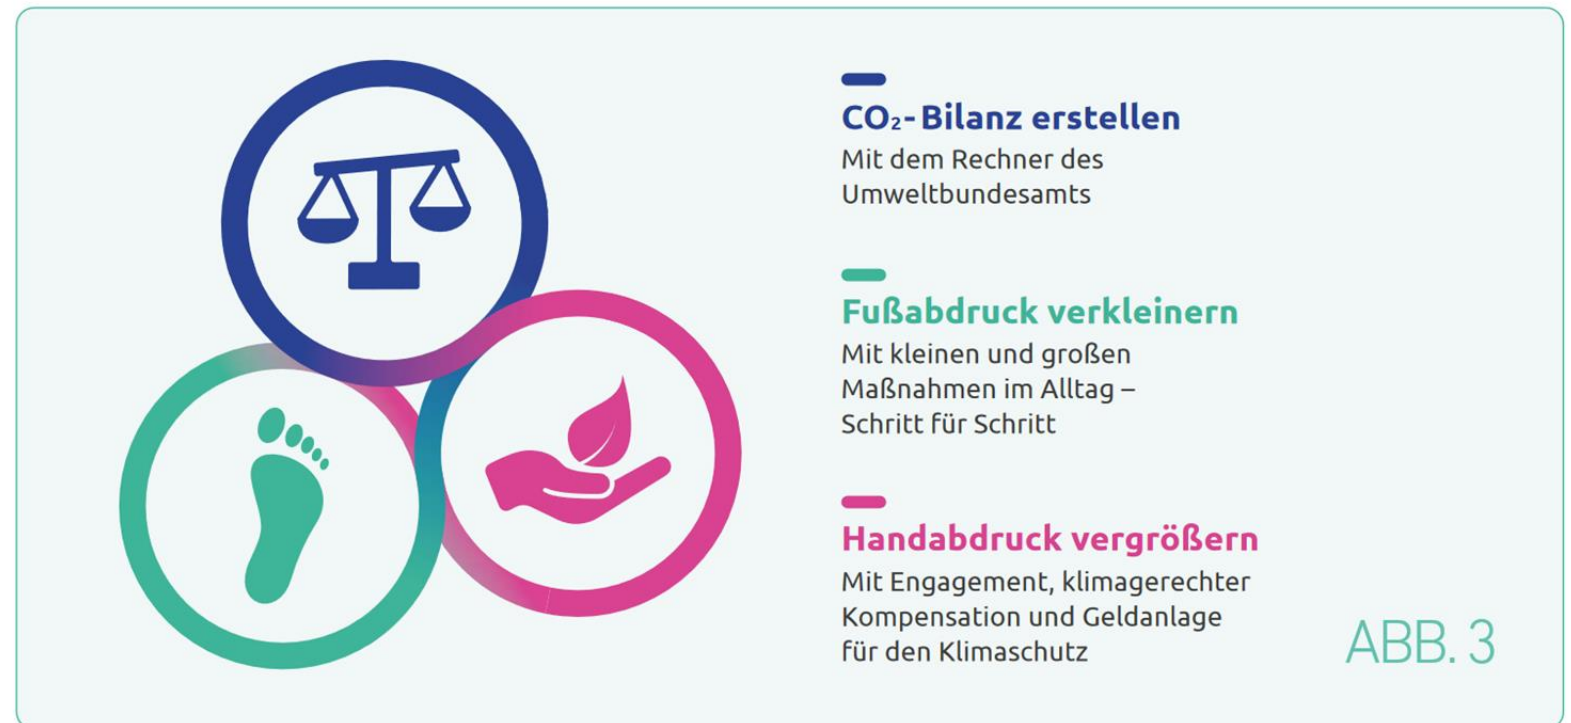 CO₂-Bilanz erstellen
Mit dem Rechner des
Umweltbundesamts
Fußabdruck verkleinern
Mit kleinen und großen
Maßnahmen im Alltag –
Schritt für Schritt
Handabdruck vergrößern
Mit Engagement, klimagerechter
Kompensation und Geldanlage
für den Klimaschutz
ABB. 3